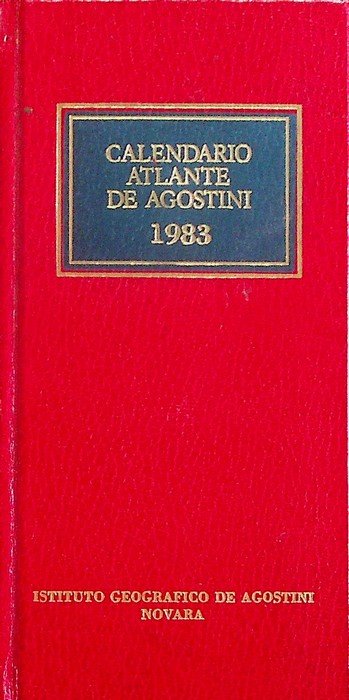 CALENDARIO
ATLANTE
DE AGOSTINI
1983
ISTITUTO GEOGRAFICO DE AGOSTINI
NOVARA